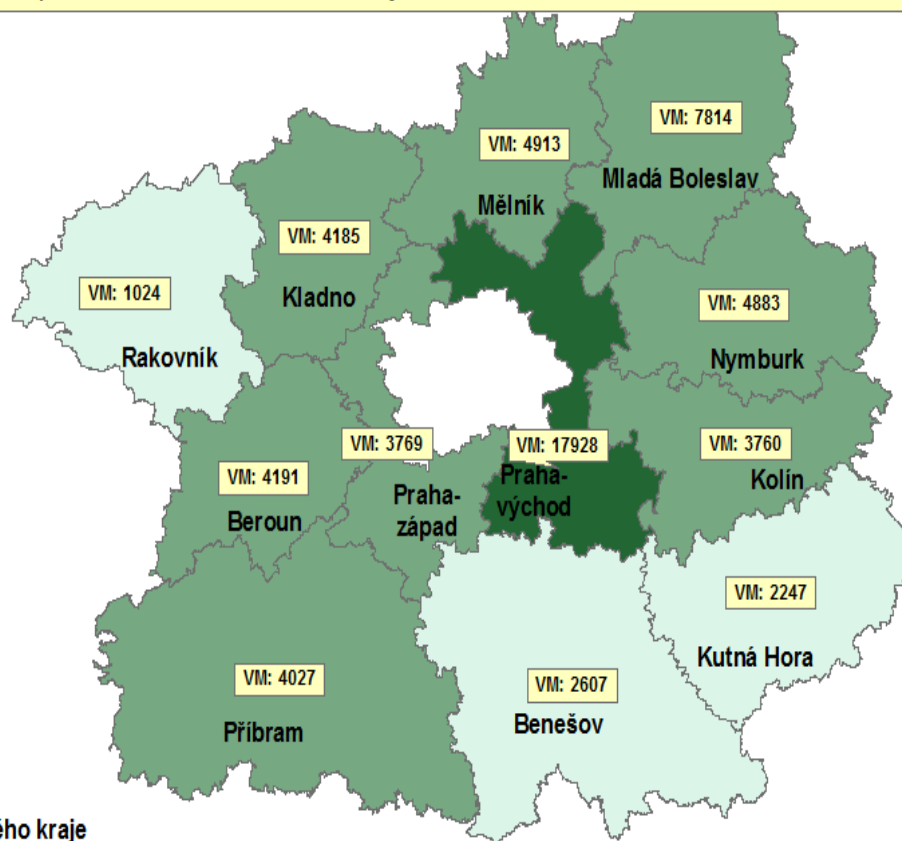 VM: 7814
Mladá Boleslav
VM: 4913
Mělník
VM: 4185
Kladno
VM: 1024
Rakovník
VM: 4883
Nymburk
VM: 3769
Praha-
západ
VM: 17928
Praha-
východ
VM: 3760
Kolín
VM: 4191
Beroun
VM: 2247
Kutná Hora
VM: 4027
Příbram
VM: 2607
Benešov
kraje